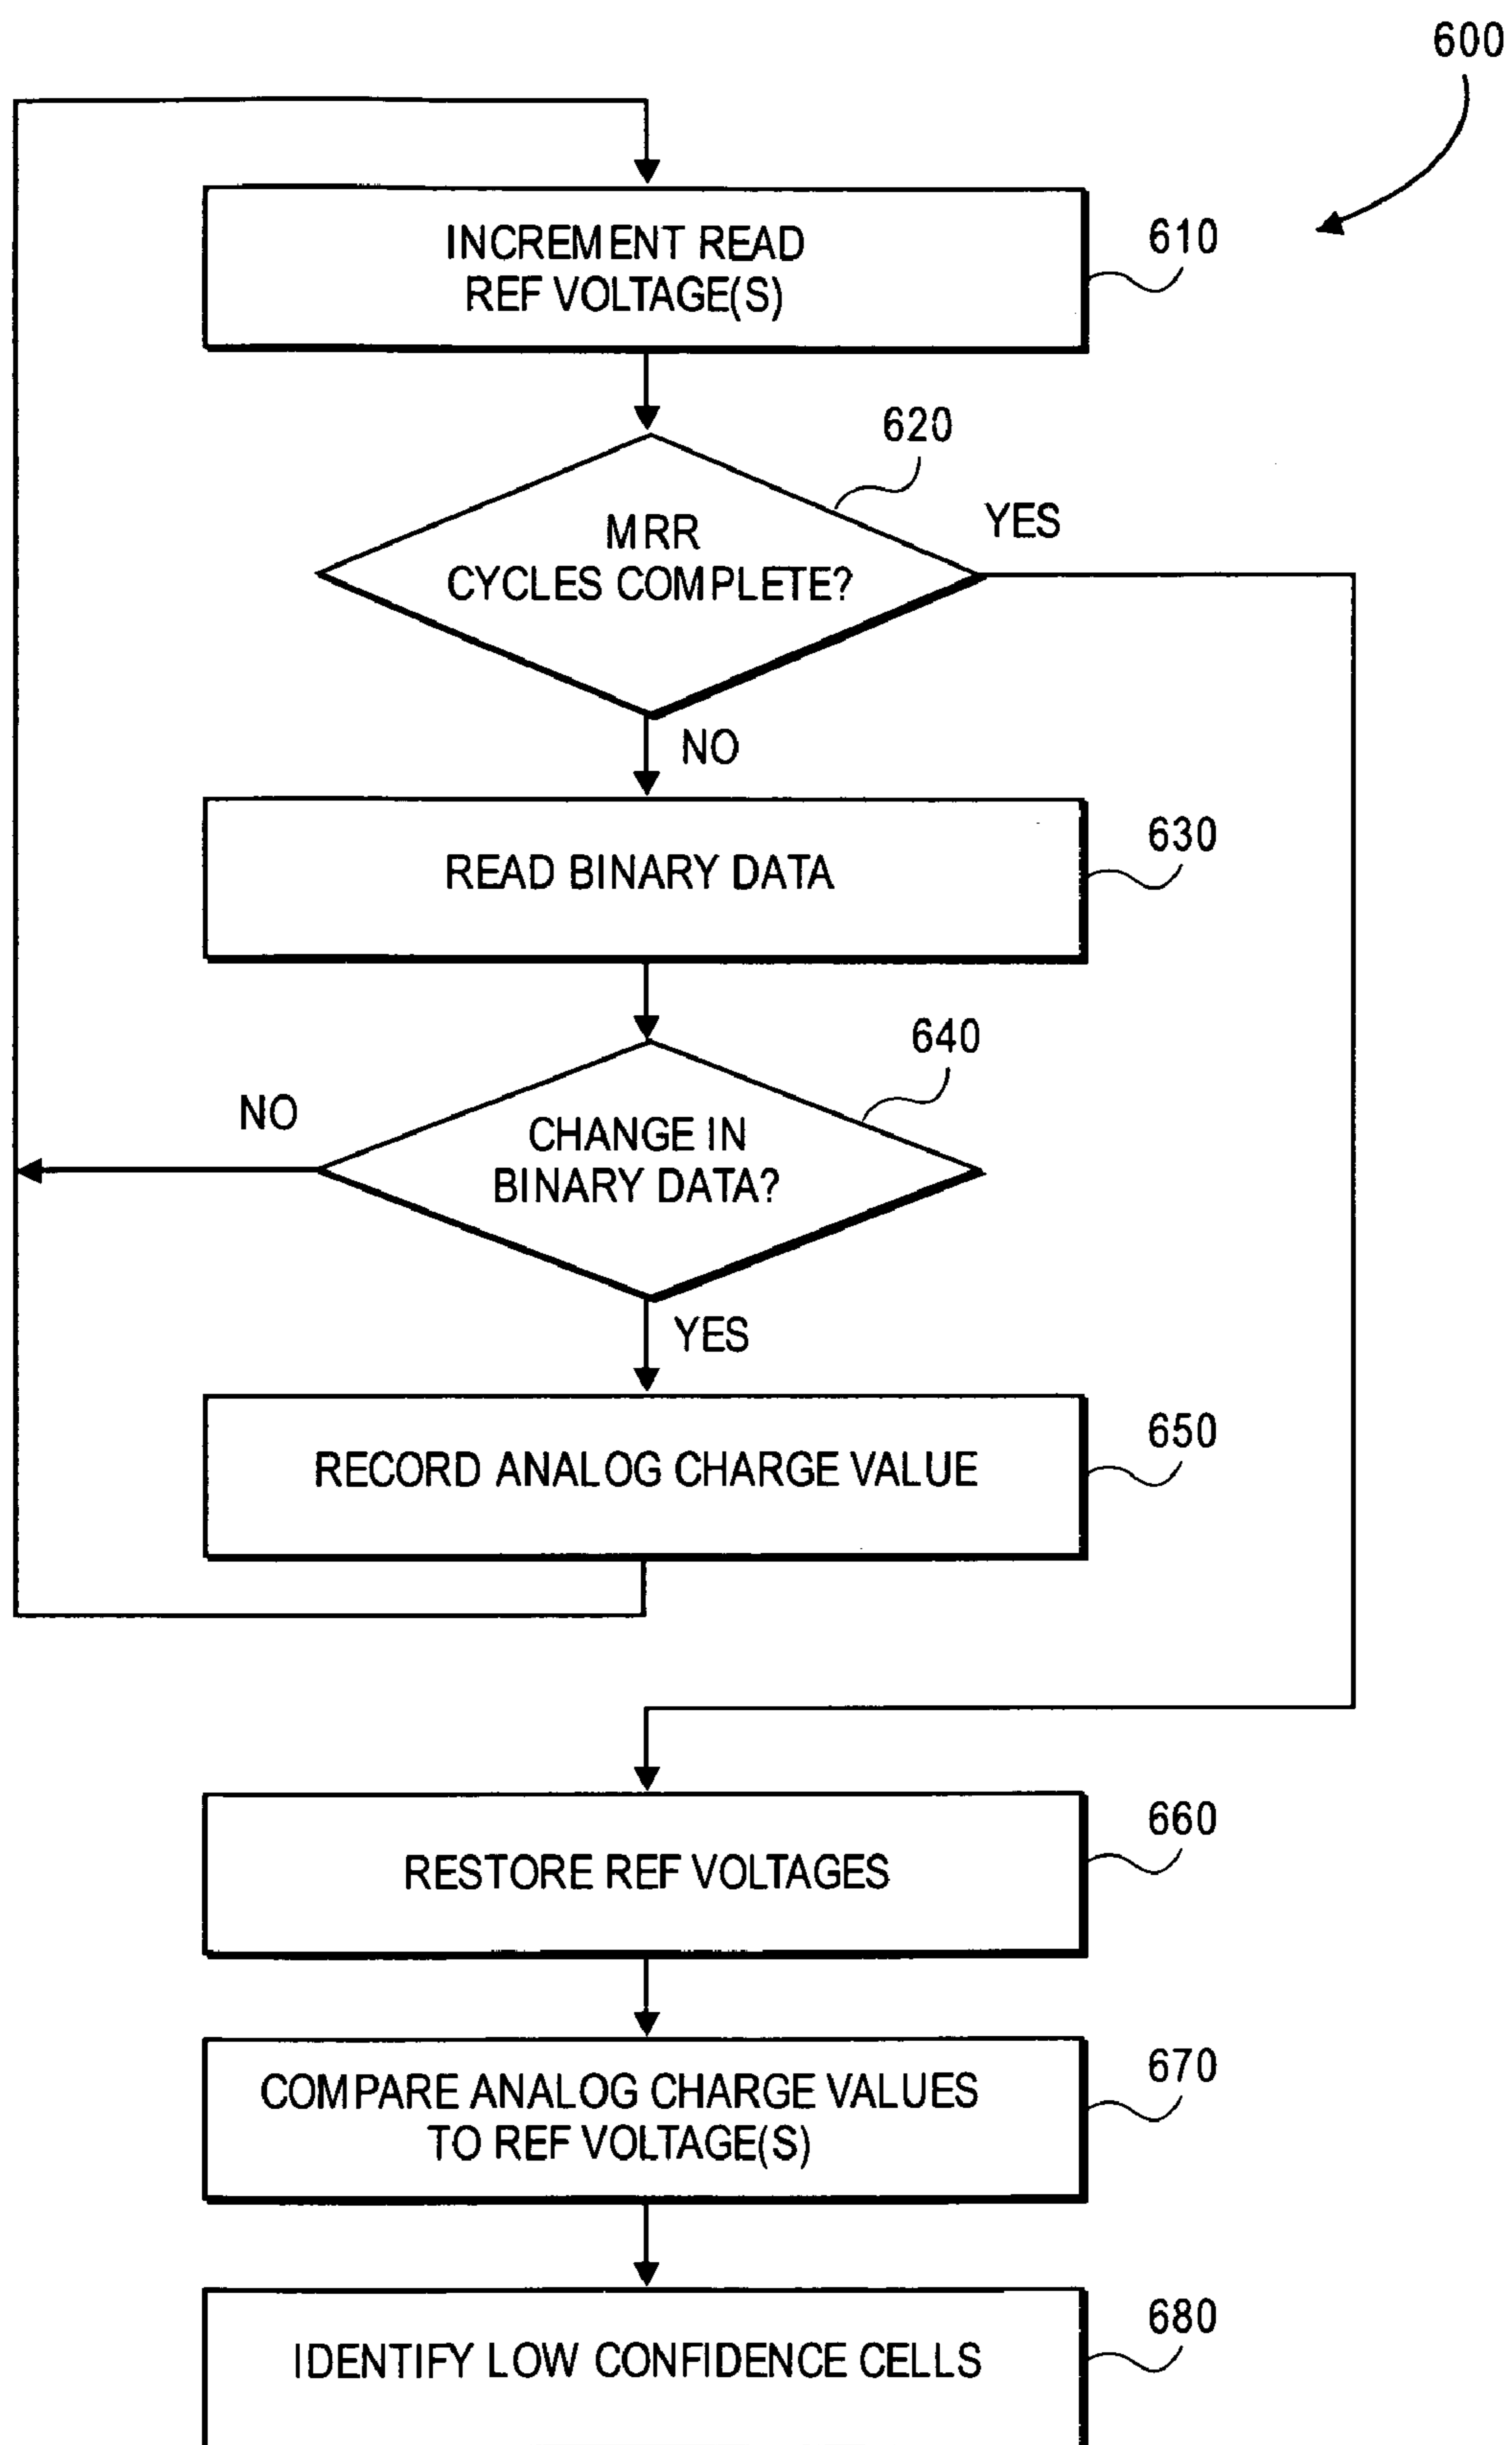 600
INCREMENT READ
REF VOLTAGE(S)
610
620
MRR
CYCLES COMPLETE?
YES
NO
READ BINARY DATA
630
640
CHANGE IN
BINARY DATA?
NO
YES
RECORD ANALOG CHARGE VALUE
650
RESTORE REF VOLTAGES
660
COMPARE ANALOG CHARGE VALUES
TO REF VOLTAGE(S)
670
IDENTIFY LOW CONFIDENCE CELLS
680